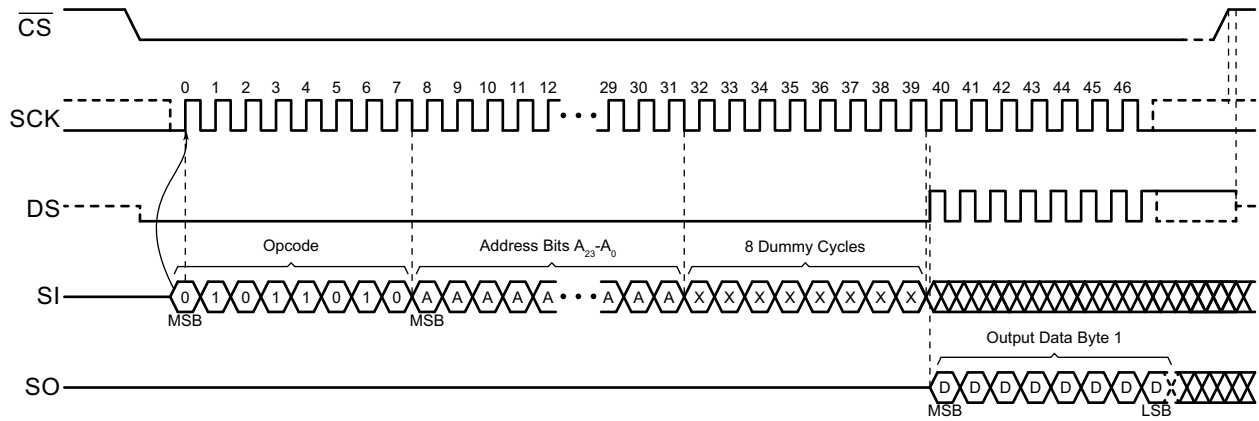 CS
0 1 2 3 4 5 6 7 8 9 10 11 12 29 30 31 32 33 34 35 36 37 38 39 40 41 42 43 44 45 46
SCK
DS
Opcode Address Bits A23-A0 8 Dummy Cycles
SI 0 1 0 1 1 0 1 0 A A A A A A A A X X X X X X X X
MSB MSB
Output Data Byte 1
SO D D D D D D D D
MSB LSB